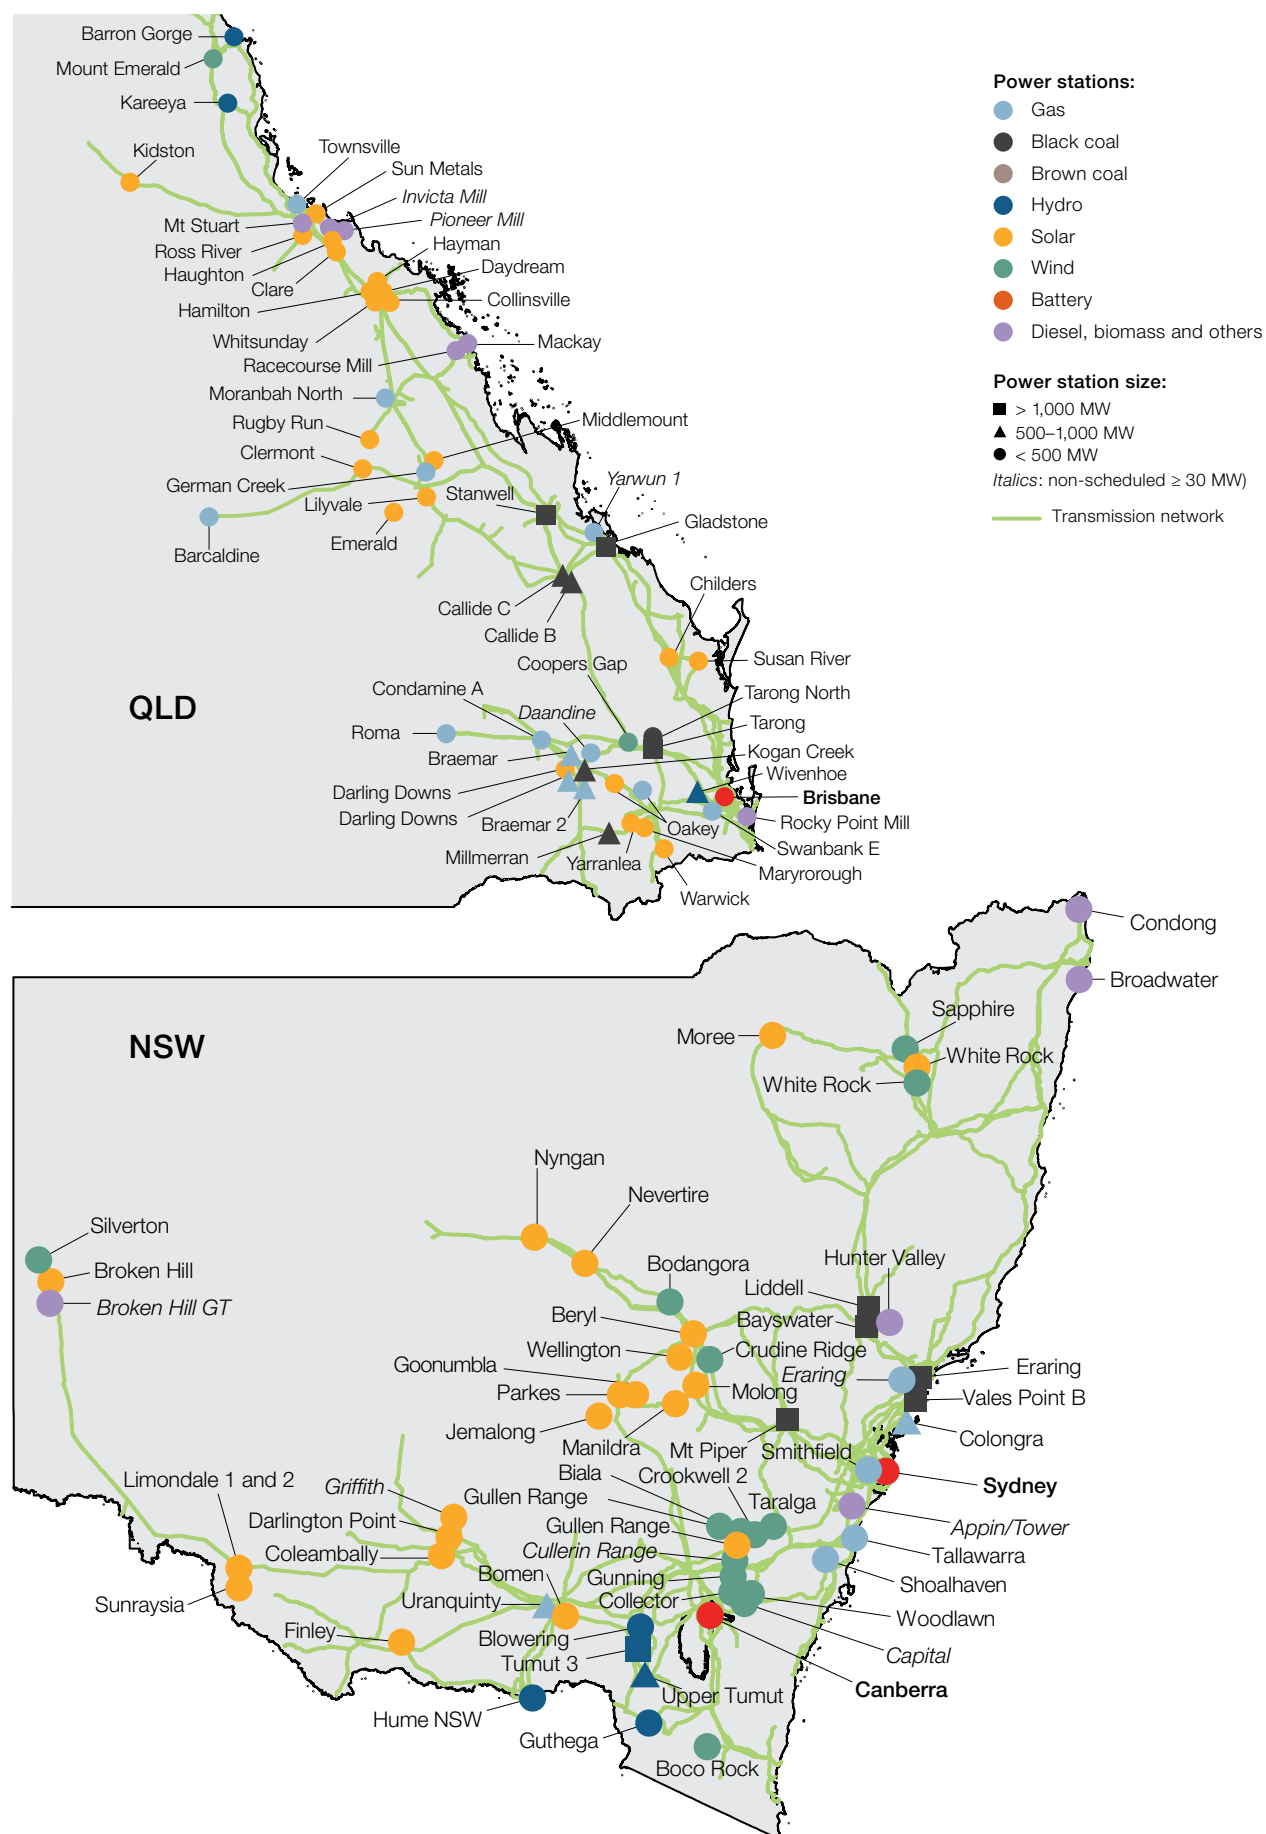 Barron Gorge
Mount Emerald
Kareeya
Kidston
Townsville
Sun Metals
Invicta Mill
Pioneer Mill
Mt Stuart
Ross River
Haughton
Clare
Hayman
Daydream
Hamilton
Collinsville
Whitsunday
Mackay
Racecourse Mill
Moranbah North
Rugby Run
Middlemount
Clermont
German Creek
Yarwun 1
Lilyvale
Stanwell
Gladstone
Emerald
Barcaldine
Childers
Callide C
Callide B
Coopers Gap
Susan River
Condamine A
Tarong North
QLD
Daandine
Tarong
Roma
Braemar
Kogan Creek
Wivenhoe
Darling Downs
Brisbane
Darling Downs
Braemar 2
Oakey
Rocky Point Mill
Swanbank E
Millmerran
Yarranlea
Maryrorough
Warwick
Power stations:
Gas
Black coal
Brown coal
Hydro
Solar
Wind
Battery
Diesel, biomass and others
Power station size:
> 1,000 MW
500–1,000 MW
< 500 MW
Italics: non-scheduled ≥ 30 MW)
Transmission network
Condong
Broadwater
Sapphire
NSW
Moree
White Rock
White Rock
Nyngan
Nevertire
Silverton
Broken Hill
Broken Hill GT
Bodangora
Hunter Valley
Liddell
Beryl
Bayswater
Wellington
Crudine Ridge
Goonumbla
Eraring
Eraring
Parkes
Molong
Vales Point B
Jemalong
Manildra
Mt Piper
Smithfield
Colongra
Limondale 1 and 2
Biala
Crookwell 2
Sydney
Griffith
Gullen Range
Taralga
Darlington Point
Gullen Range
Appin/Tower
Coleambally
Cullerin Range
Tallawarra
Bomen
Gunning
Shoalhaven
Sunraysia
Uranquinty
Collector
Woodlawn
Finley
Blowering
Capital
Tumut 3
Canberra
Upper Tumut
Hume NSW
Guthega
Boco Rock